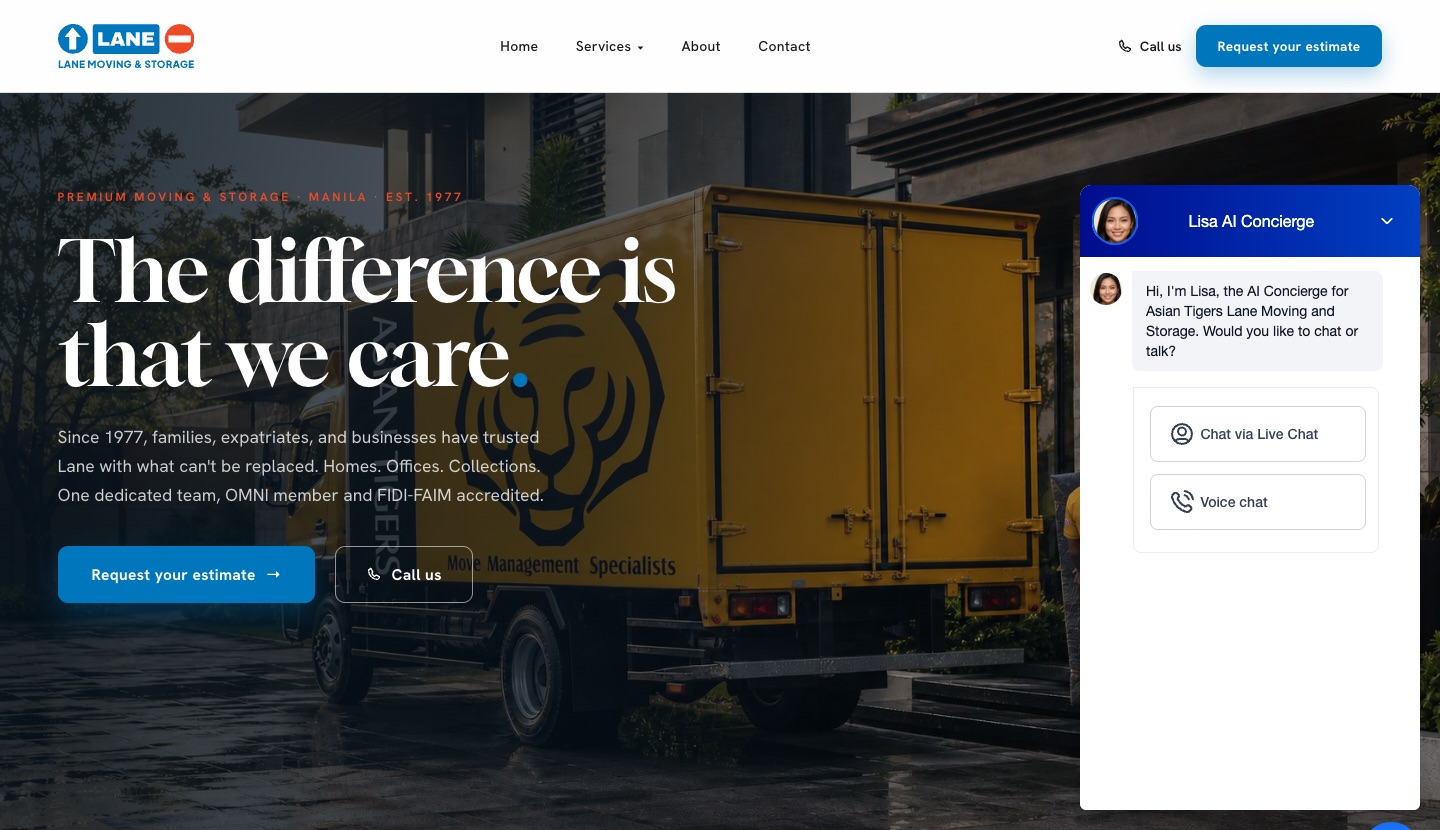 LANE
LANE MOVING & STORAGE
Home
Services
About
Contact
Call us
Request your estimate
PREMIUM MOVING & STORAGE · MANILA · EST. 1977
The difference is
that we care.
Since 1977, families, expatriates, and businesses have trusted
Lane with what can't be replaced. Homes. Offices. Collections.
One dedicated team, OMNI member and FIDI-FAIM accredited.
Request your estimate →
Call us
ASIAN TIGERS
Move Management Specialists
Lisa AI Concierge
Hi, I'm Lisa, the AI Concierge for
Asian Tigers Lane Moving and
Storage. Would you like to chat or
talk?
Chat via Live Chat
Voice chat